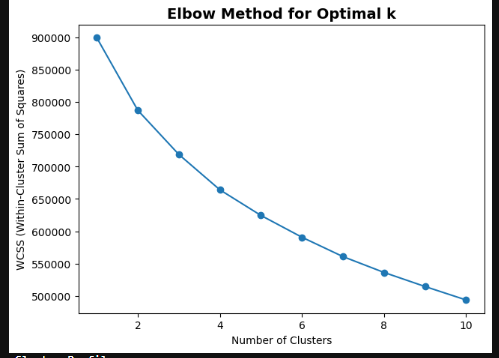 Elbow Method for Optimal k
WCSS (Within-Cluster Sum of Squares)
900000
850000
800000
750000
700000
650000
600000
550000
500000
2 4 6 8 10
Number of Clusters